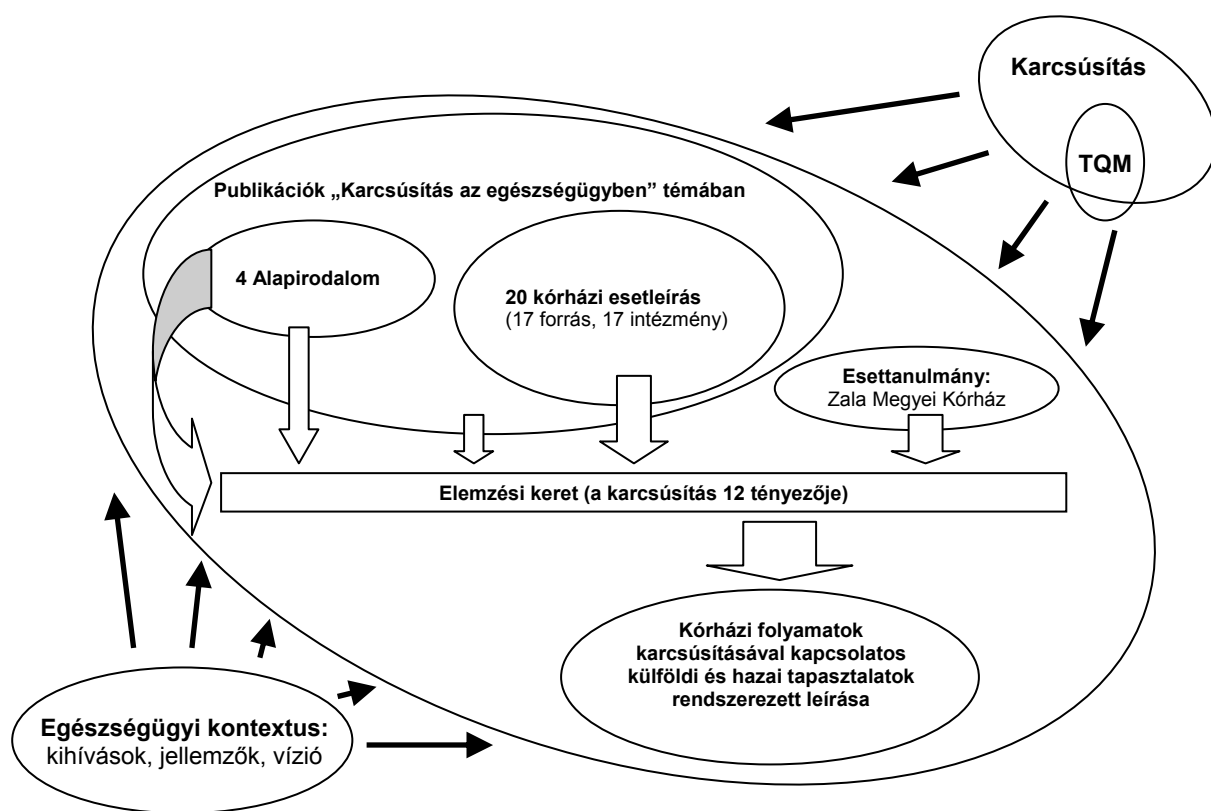 Karcsúsítás
TQM
Publikációk „Karcsúsítás az egészségügyben” témában
4 Alapirodalom
20 kórházi esetleírás
(17 forrás, 17 intézmény)
Esettanulmány:
Zala Megyei Kórház
Elemzési keret (a karcsúsítás 12 tényezője)
Kórházi folyamatok
karcsúsításával kapcsolatos
külföldi és hazai tapasztalatok
rendszerezett leírása
Egészségügyi kontextus:
kihívások, jellemzők, vízió